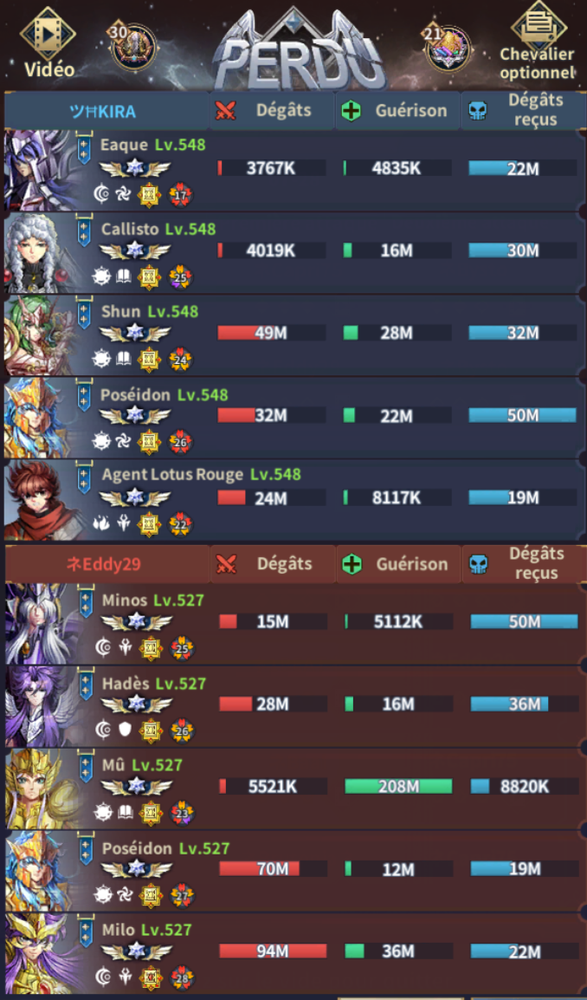 30
PERDU
21
Vidéo
Chevalier
optionnel
ツㅐKIRA
Dégâts
Guérison
Dégâts
reçus
Eaque Lv.548
3767K
4835K
22M
17
Callisto Lv.548
4019K
16M
30M
25
Shun Lv.548
49M
28M
32M
24
Poséidon Lv.548
32M
22M
50M
26
Agent Lotus Rouge Lv.548
24M
8117K
19M
22
ネEddy29
Dégâts
Guérison
Dégâts
reçus
Minos Lv.527
15M
5112K
50M
25
Hadès Lv.527
28M
16M
36M
26
Mû Lv.527
5521K
208M
8820K
23
Poséidon Lv.527
70M
12M
19M
27
Milo Lv.527
94M
36M
22M
28